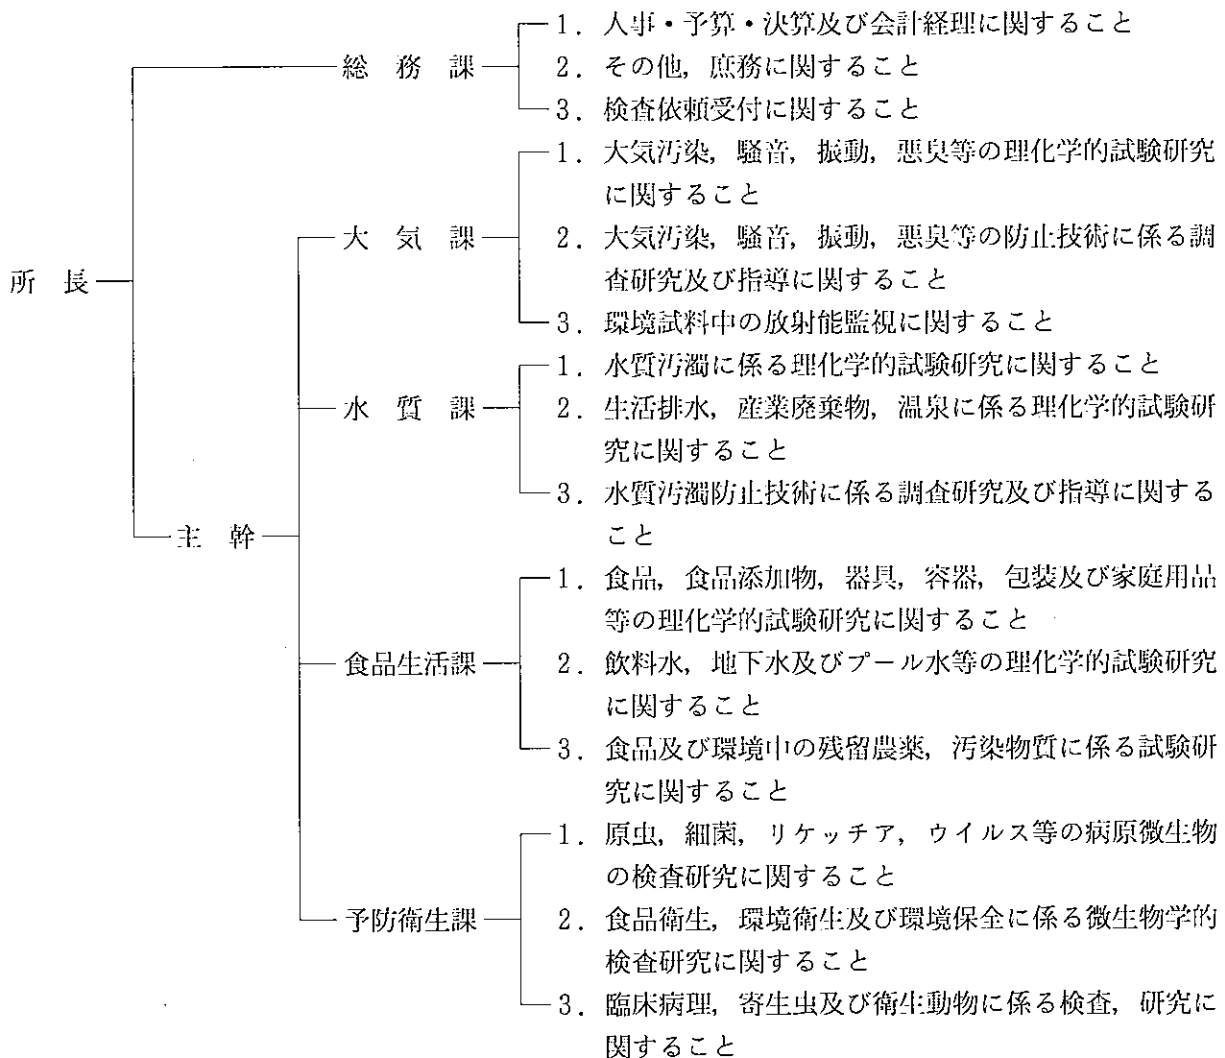 所長
総務課
1. 人事・予算・決算及び会計経理に関すること
2. その他，庶務に関すること
3. 検査依頼受付に関すること
大気課
1. 大気汚染，騒音，振動，悪臭等の理化学的試験研究
に関すること
2. 大気汚染，騒音，振動，悪臭等の防止技術に係る調
査研究及び指導に関すること
3. 環境試料中の放射能監視に関すること
水質課
1. 水質汚濁に係る理化学的試験研究に関すること
2. 生活排水，産業廃棄物，温泉に係る理化学的試験研
究に関すること
3. 水質汚濁防止技術に係る調査研究及び指導に関する
こと
主幹
食品生活課
1. 食品，食品添加物，器具，容器，包装及び家庭用品
等の理化学的試験研究に関すること
2. 飲料水，地下水及びプール水等の理化学的試験研究
に関すること
3. 食品及び環境中の残留農薬，汚染物質に係る試験研
究に関すること
予防衛生課
1. 原虫，細菌，リケッチア，ウイルス等の病原微生物
の検査研究に関すること
2. 食品衛生，環境衛生及び環境保全に係る微生物学的
検査研究に関すること
3. 臨床病理，寄生虫及び衛生動物に係る検査，研究に
関すること